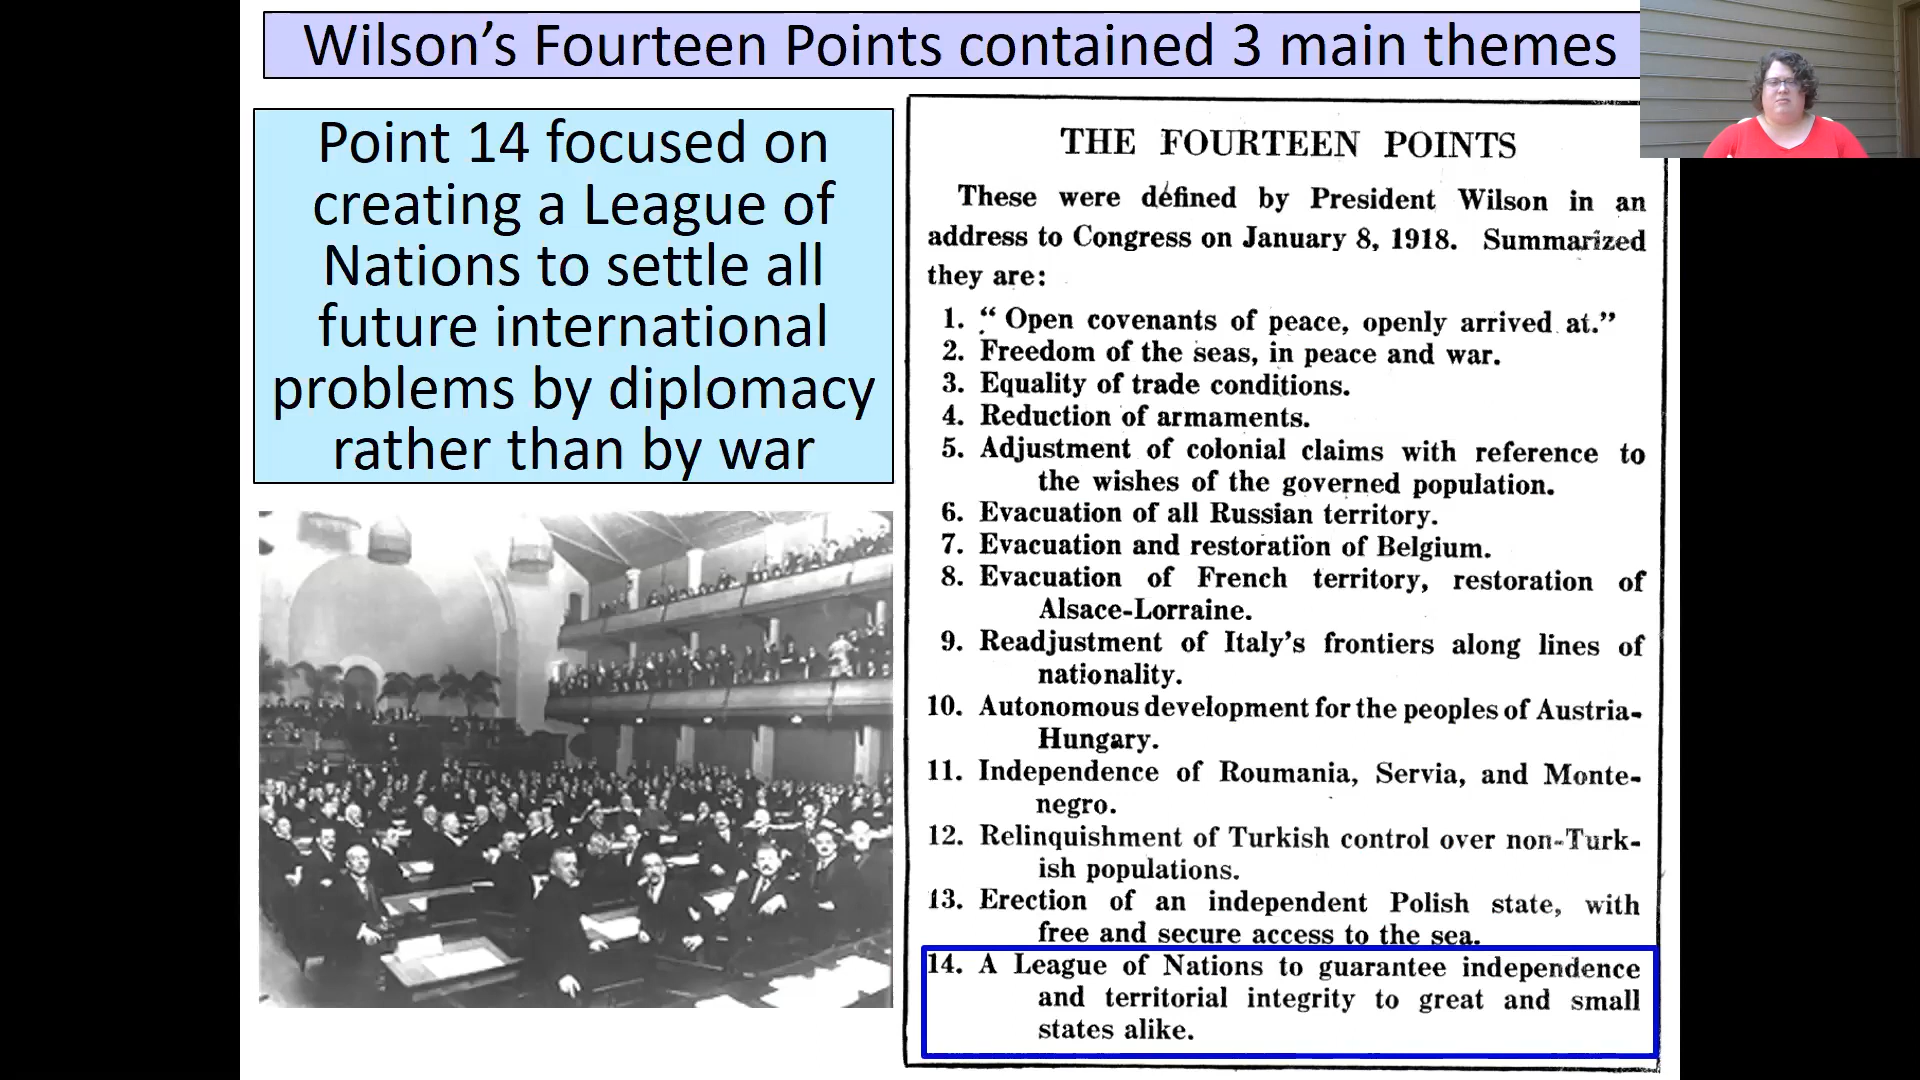 Wilson’s Fourteen Points contained 3 main themes
Point 14 focused on
creating a League of
Nations to settle all
future international
problems by diplomacy
rather than by war
THE FOURTEEN POINTS
These were defined by President Wilson in an
address to Congress on January 8, 1918. Summarized
they are:
1. “ Open covenants of peace, openly arrived at.”
2. Freedom of the seas, in peace and war.
3. Equality of trade conditions.
4. Reduction of armaments.
5. Adjustment of colonial claims with reference to
the wishes of the governed population.
6. Evacuation of all Russian territory.
7. Evacuation and restoration of Belgium.
8. Evacuation of French territory, restoration of
Alsace-Lorraine.
9. Readjustment of Italy’s frontiers along lines of
nationality.
10. Autonomous development for the peoples of Austria-
Hungary.
11. Independence of Roumania, Servia, and Monte-
negro.
12. Relinquishment of Turkish control over non-Turk-
ish populations.
13. Erection of an independent Polish state, with
free and secure access to the sea.
14. A League of Nations to guarantee independence
and territorial integrity to great and small
states alike.